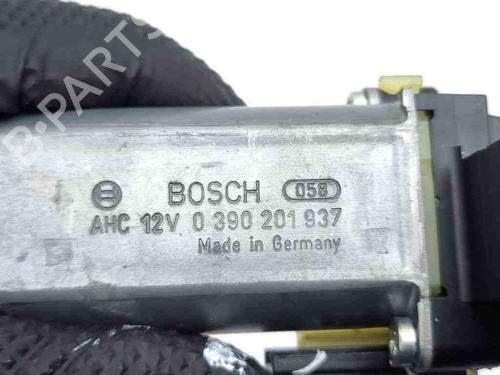 B-PARTS
BOSCH 058
AHC 12V 0 390 201 937
Made in Germany